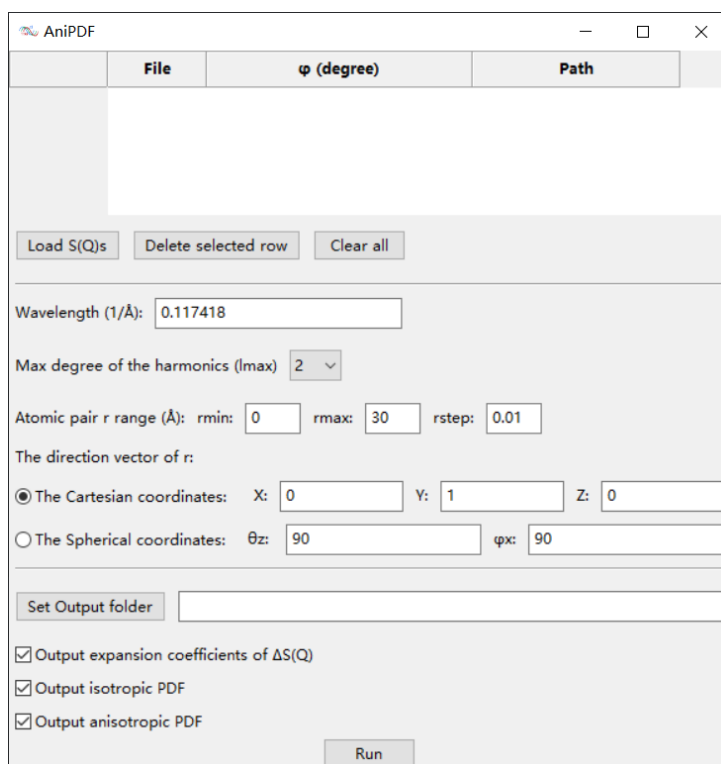 AniPDF
File φ (degree) Path
Load S(Q)s Delete selected row Clear all
Wavelength (1/Å): 0.117418
Max degree of the harmonics (lmax) 2
Atomic pair r range (Å): rmin: 0 rmax: 30 rstep: 0.01
The direction vector of r:
The Cartesian coordinates: X: 0 Y: 1 Z: 0
The Spherical coordinates: θz: 90 φx: 90
Set Output folder
Output expansion coefficients of ΔS(Q)
Output isotropic PDF
Output anisotropic PDF
Run